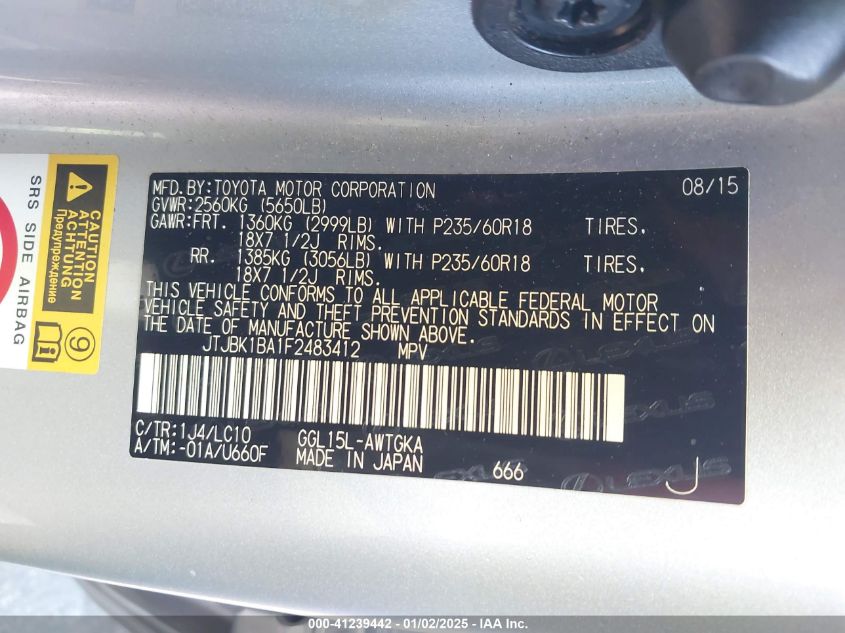 SRS SIDE AIRBAG
CAUTION
ATTENTION
ACHTUNG
Предупреждение
9
MFD.BY:TOYOTA MOTOR CORPORATION 08/15
GVWR:2560KG (5650LB)
GAWR:FRT. 1360KG (2999LB) WITH P235/60R18 TIRES.
18X7 1/2J RIMS.
RR. 1385KG (3056LB) WITH P235/60R18 TIRES.
18X7 1/2J RIMS.
THIS VEHICLE CONFORMS TO ALL APPLICABLE FEDERAL MOTOR
VEHICLE SAFETY AND THEFT PREVENTION STANDARDS IN EFFECT ON
THE DATE OF MANUFACTURE SHOWN ABOVE.
JTJBK1BA1F2483412 MPV
C/TR:1J4/LC10 GGL15L-AWTGKA
A/TM:-01A/U660F MADE IN JAPAN 666 J
LEXUS
000-41239442 - 01/02/2025 - IAA Inc.